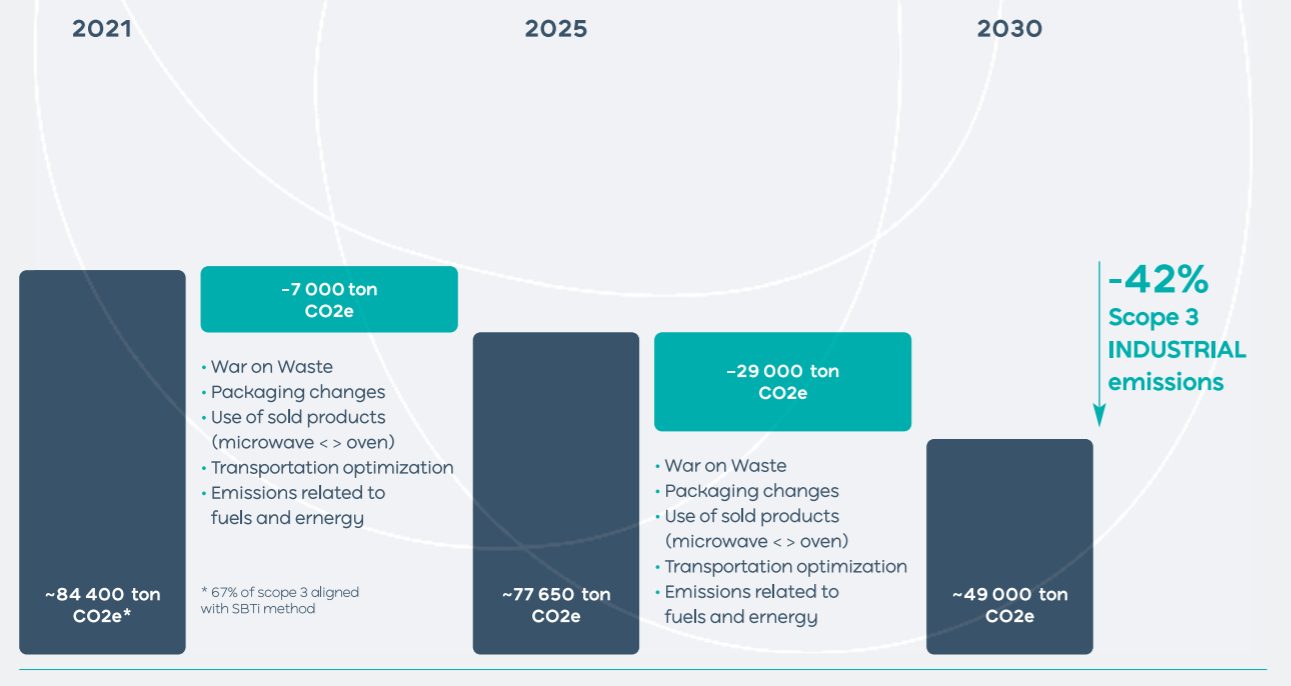 2021
2025
2030
-7 000 ton
CO2e
• War on Waste
• Packaging changes
• Use of sold products
(microwave < > oven)
• Transportation optimization
• Emissions related to
fuels and ernergy
* 67% of scope 3 aligned
with SBTi method
~84 400 ton
CO2e*
-29 000 ton
CO2e
• War on Waste
• Packaging changes
• Use of sold products
(microwave < > oven)
• Transportation optimization
• Emissions related to
fuels and ernergy
~77 650 ton
CO2e
~49 000 ton
CO2e
-42%
Scope 3
INDUSTRIAL
emissions